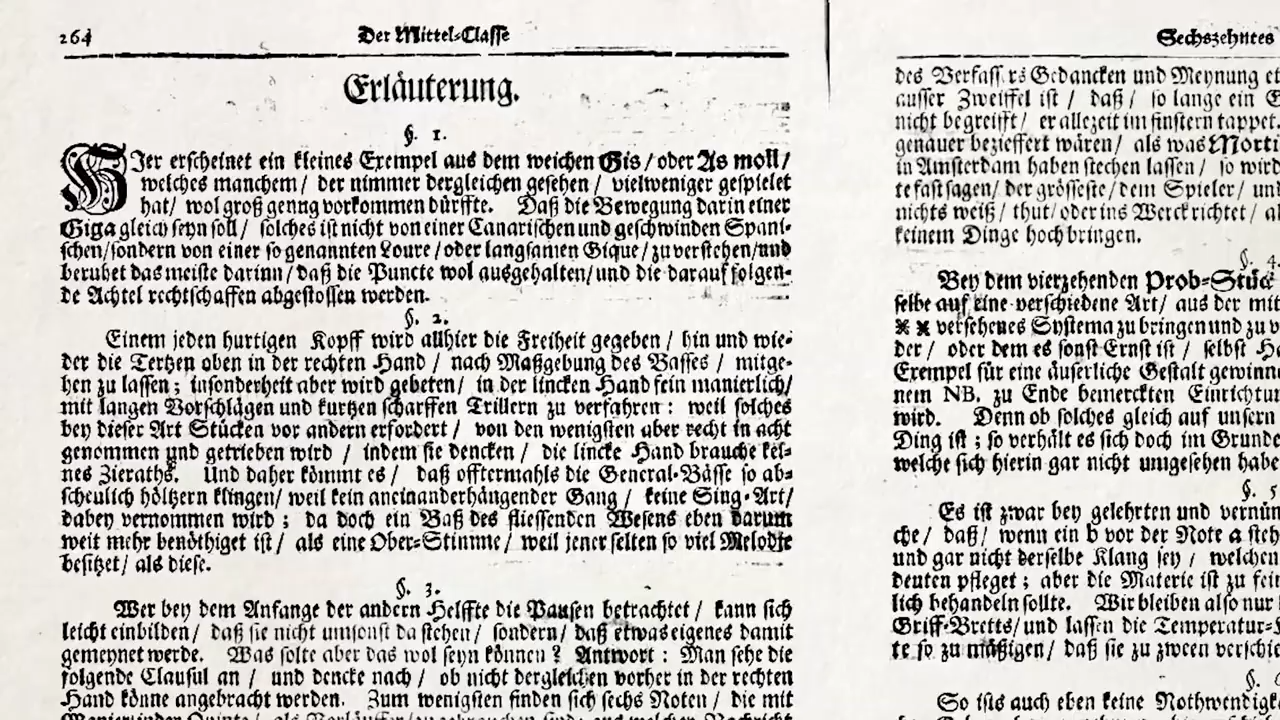 264
Der Mittel-Classe
Erläuterung.
§. 1.
HJer erscheinet ein kleines Exempel aus dem weichen Gis / oder As moll /
welches manchem / der nimmer dergleichen gesehen / vielweniger gespielet
hat / wol groß genug vorkommen dürffte. Daß die Bewegung darin einer
Giga gleich seyn soll / solches ist nicht von einer Canarischen und geschwinden Spani-
schen / sondern von einer so genannten Loure / oder langsamen Gique / zu verstehen / und
beruhet das meiste darinn / daß die Puncte wol ausgehalten / und die darauf folgen-
de Achtel rechtschaffen abgestossen werden.
§. 2.
Einem jeden hurtigen Kopff wird allhier die Freiheit gegeben / hin und wie-
der die Tertzen oben in der rechten Hand / nach Maßgebung des Basses / mitge-
hen zu lassen ; insonderheit aber wird gebeten / in der lincken Hand fein manierlich /
mit langen Vorschlägen und kurtzen scharffen Trillern zu verfahren : weil solches
bey dieser Art Stücken vor andern erfordert / von den wenigsten aber recht in acht
genommen und getrieben wird / indem sie dencken / die lincke Hand brauche kei-
nes Zieraths. Und daher kömmt es / daß offtermahls die General-Bässe so ab-
scheulich höltzern klingen / weil kein aneinanderhängender Gang / keine Sing-Art /
dabey vernommen wird ; da doch ein Baß des fliessenden Wesens eben darum
weit mehr benöthiget ist / als eine Ober-Stimme / weil jener selten so viel Melodie
besitzet / als diese.
§. 3.
Wer bey dem Anfange der andern Helffte die Pausen betrachtet / kann sich
leicht einbilden / daß sie nicht umsonst da stehen / sondern / daß etwas eigenes damit
gemeynet werde. Was solte aber das wol seyn können ? Antwort : Man sehe die
folgende Clausul an / und dencke nach / ob nicht dergleichen vorher in der rechten
Hand könne angebracht werden. Zum wenigsten finden sich sechs Noten / die mit
Sechszehntes
des Verfassers Gedancken und Meynung
ausser Zweiffel ist / daß / so lange ein
nicht begreifft / er allezeit im finstern tappet.
genauer bezieffert wären / als was
in Amsterdam haben stechen lassen / so wird
te fast sagen / der grösseste / dem Spieler /
nichts weiß / thut / oder ins Werck richtet /
keinem Dinge hoch bringen.
§. 4.
Bey dem vierzehenden Prob-Stück
selbe auf eine verschiedene Art / aus der mit
versehenes Systema zu bringen und zu
der / oder dem es sonst Ernst ist / selbst
Exempel für eine äuserliche Gestalt
nem NB. zu Ende bemerckten
wird. Denn ob solches gleich auf unsern
Ding ist ; so verhält es sich doch im Grunde
welche sich hierin gar nicht umgesehen
§. 5
Es ist zwar bey gelehrten und
che / daß / wenn ein b vor der Note a
und gar nicht derselbe Klang sey / welchen
deuten pfleget ; aber die Materie ist zu
lich behandeln sollte. Wir bleiben also nur
Griff-Bretts / und lassen die
te so zu mäßigen / daß sie zu zween
§.
So ists auch eben keine